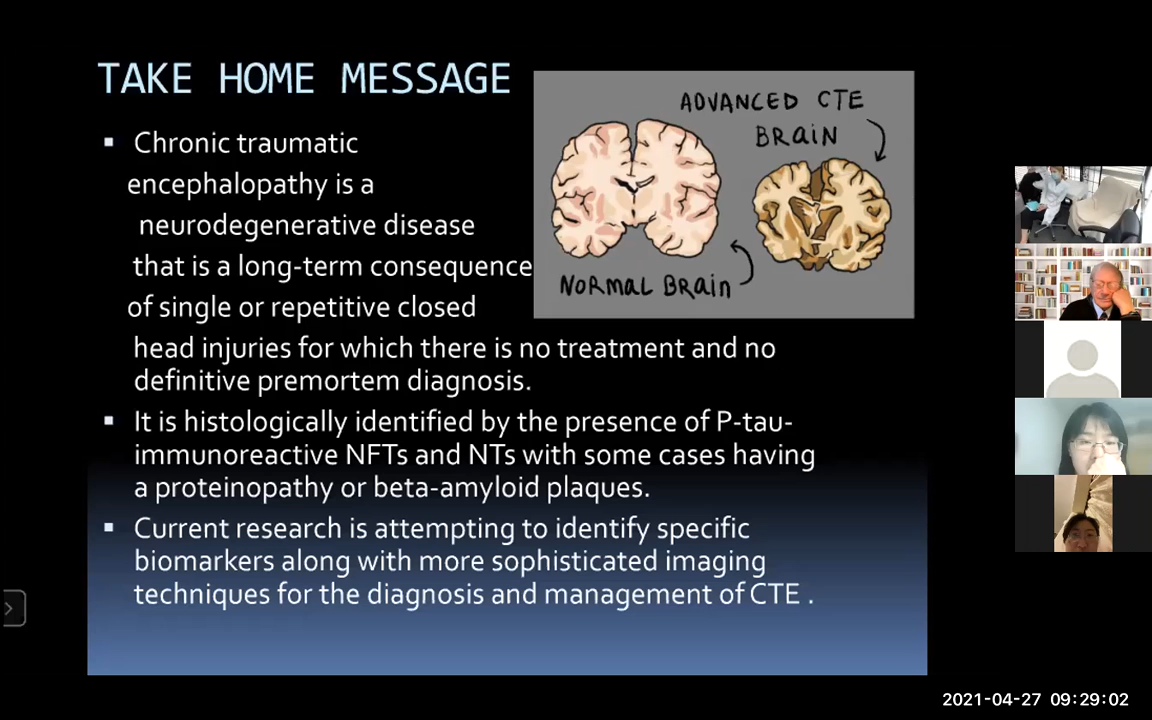 TAKE HOME MESSAGE
ADVANCED CTE
BRAIN
NORMAL BRAIN
▪ Chronic traumatic
encephalopathy is a
neurodegenerative disease
that is a long-term consequence
of single or repetitive closed
head injuries for which there is no treatment and no
definitive premortem diagnosis.
▪ It is histologically identified by the presence of P-tau-
immunoreactive NFTs and NTs with some cases having
a proteinopathy or beta-amyloid plaques.
▪ Current research is attempting to identify specific
biomarkers along with more sophisticated imaging
techniques for the diagnosis and management of CTE .
2021-04-27 09:29:02